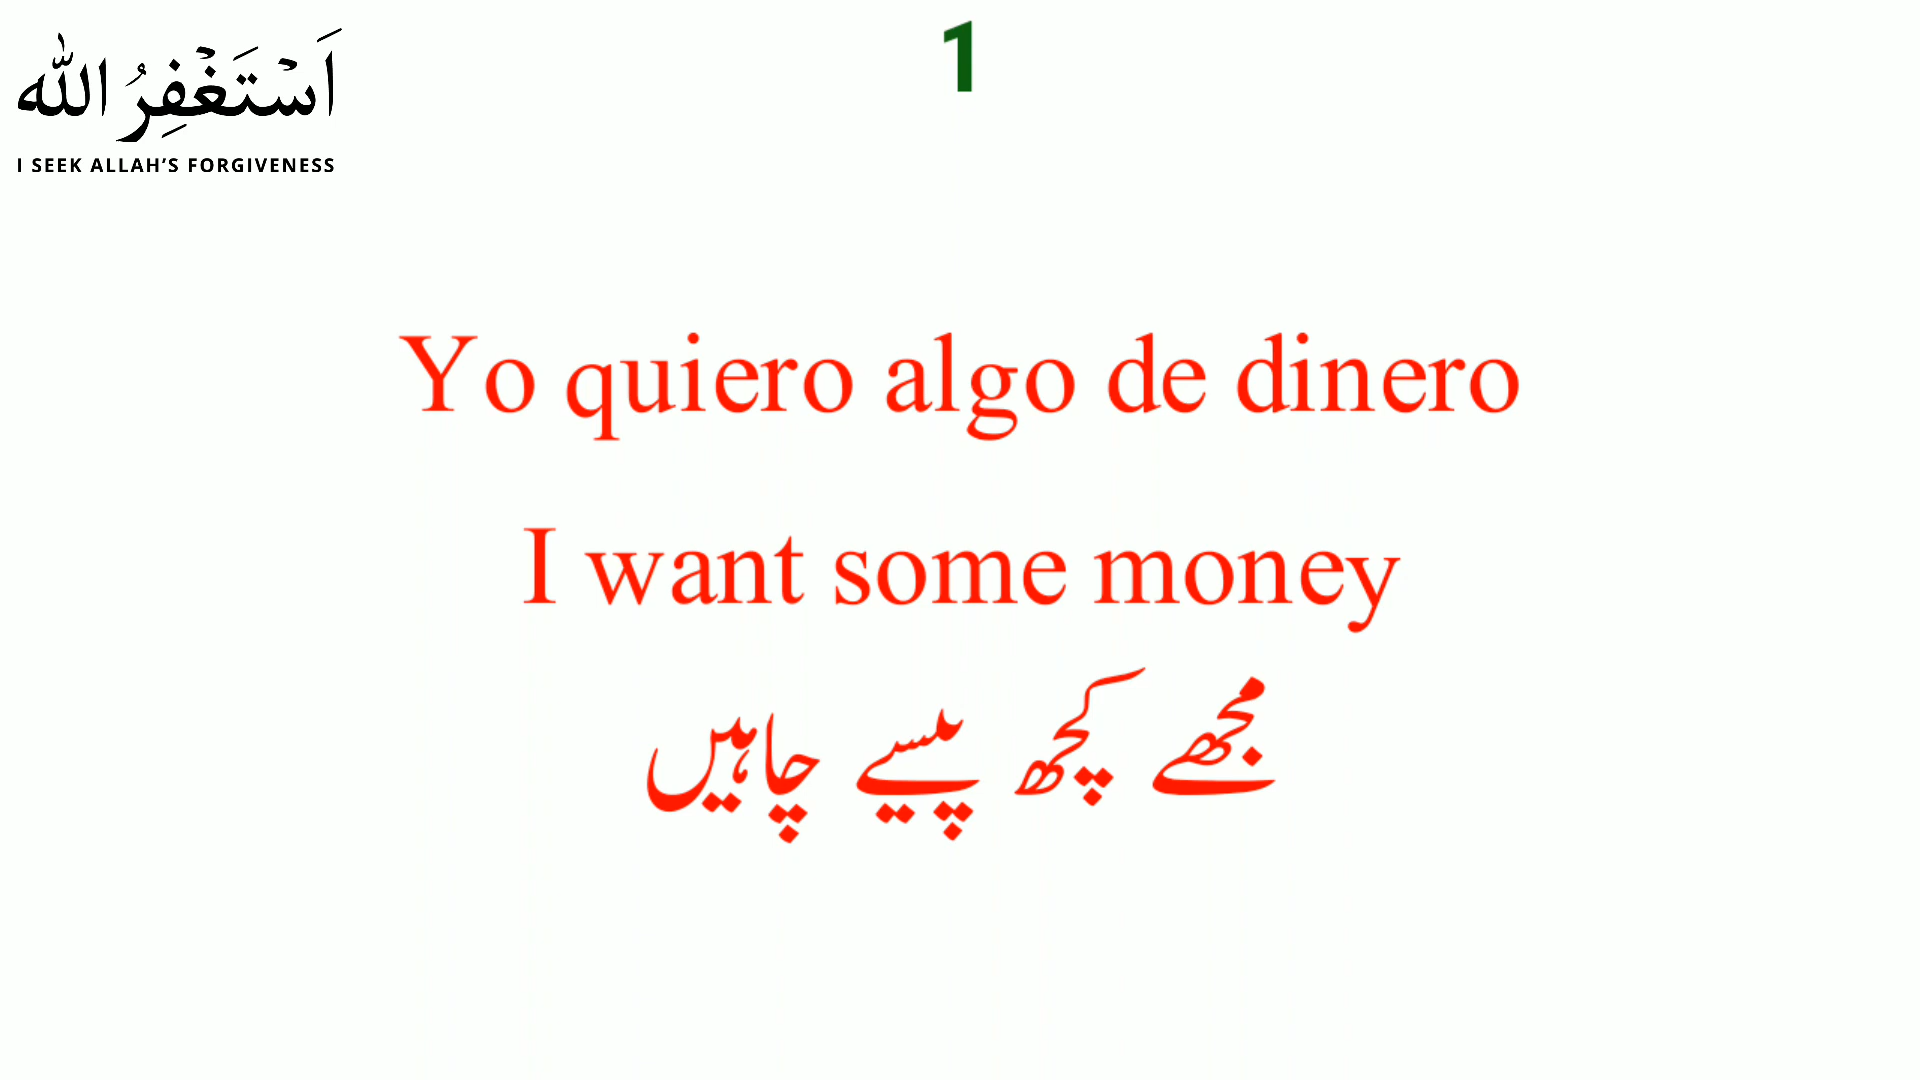 1
اَسْتَغْفِرُ اللّٰه
I SEEK ALLAH’S FORGIVENESS
Yo quiero algo de dinero
I want some money
مجھے کچھ پیسے چاہیں